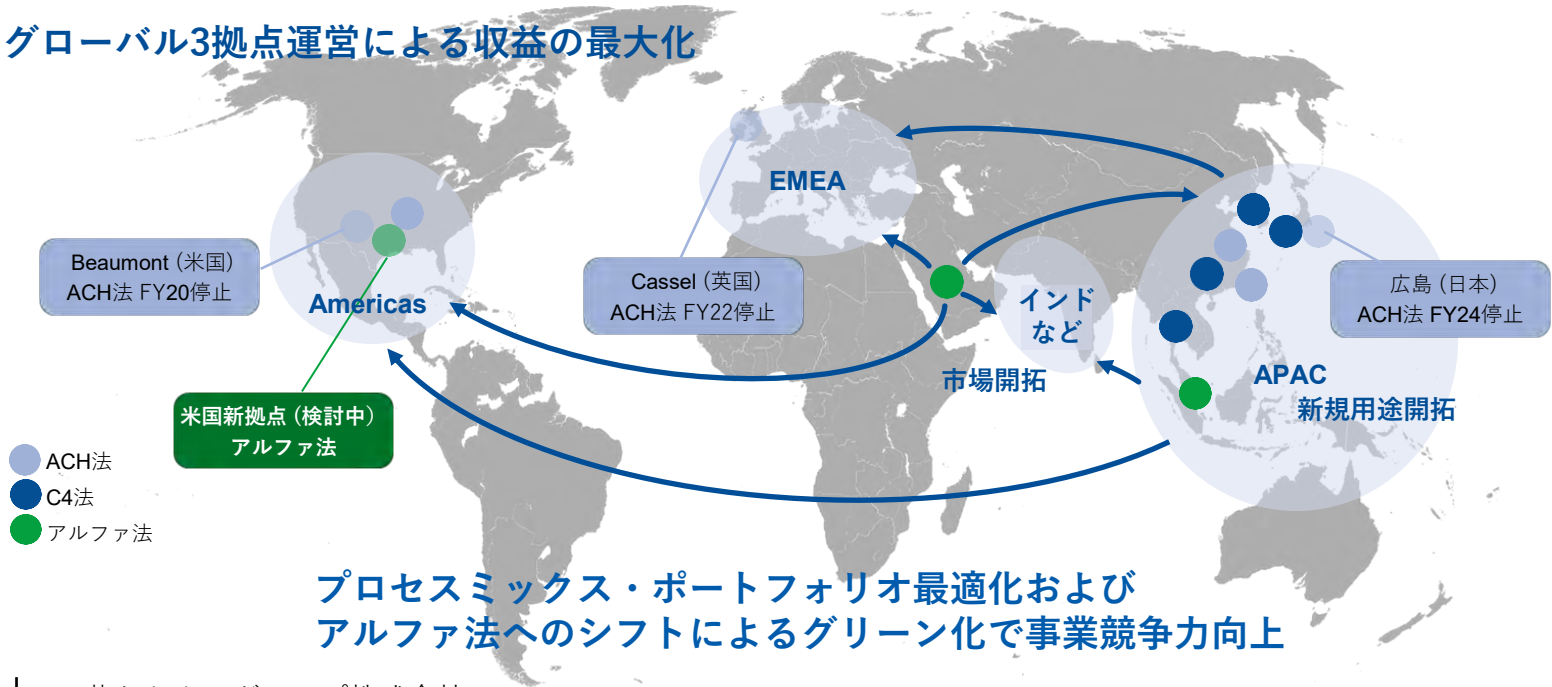 グローバル3拠点運営による収益の最大化
EMEA
Beaumont（米国）
ACH法 FY20停止
Americas
Cassel（英国）
ACH法 FY22停止
インド
など
広島（日本）
ACH法 FY24停止
市場開拓
APAC
新規用途開拓
米国新拠点（検討中）
アルファ法
ACH法
C4法
アルファ法
プロセスミックス・ポートフォリオ最適化および
アルファ法へのシフトによるグリーン化で事業競争力向上